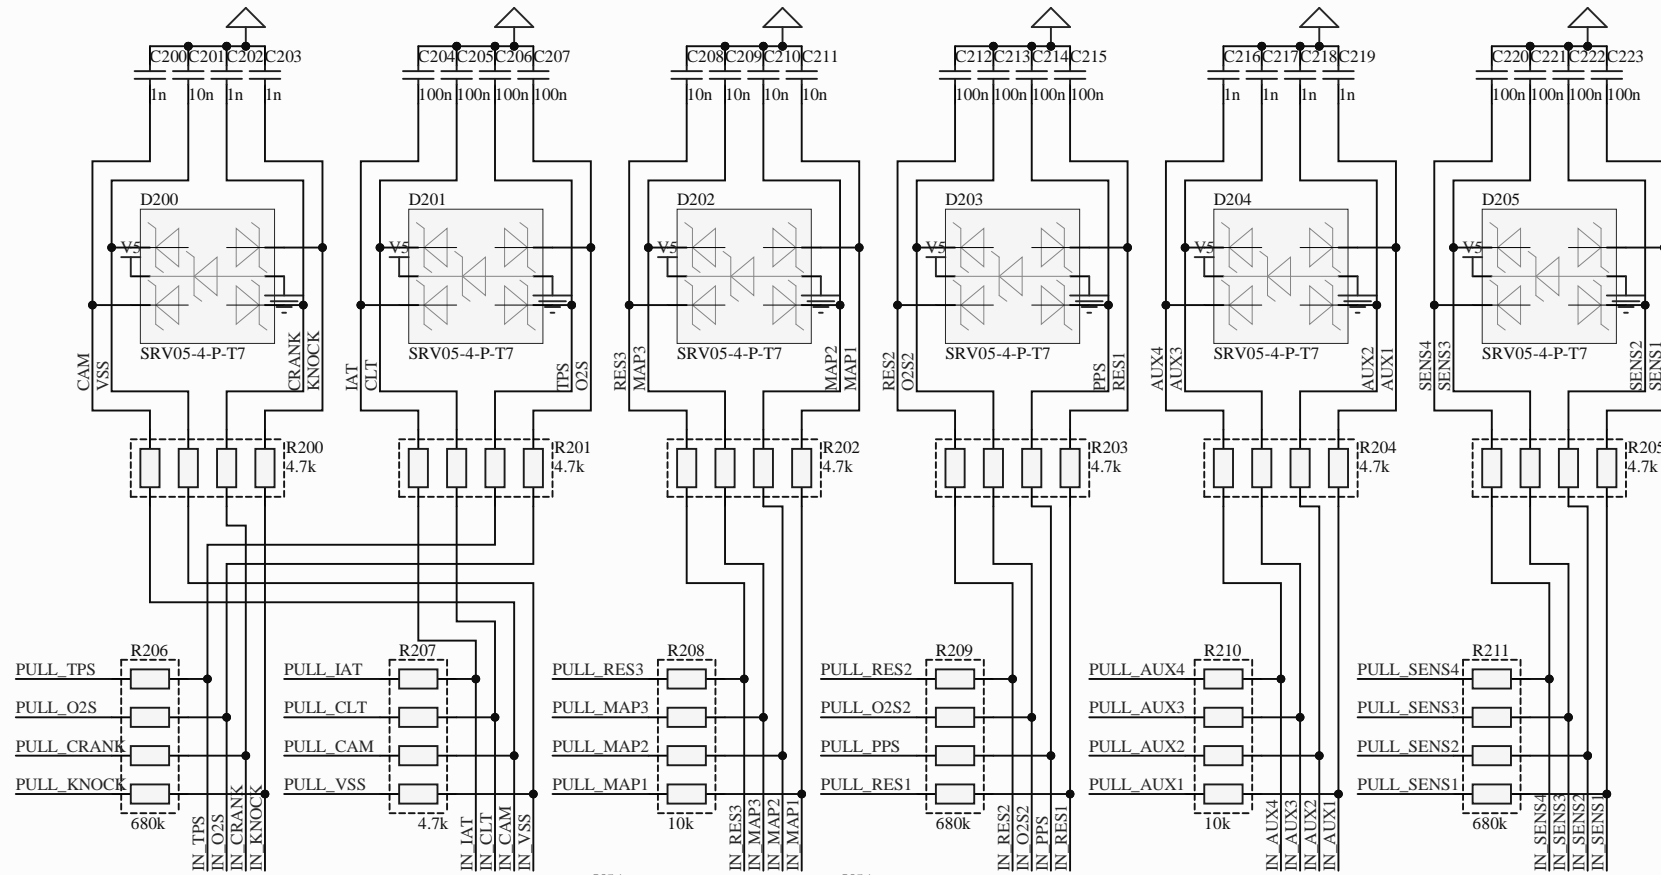 C200 C201 C202 C203 C204 C205 C206 C207 C208 C209 C210 C211 C212 C213 C214 C215 C216 C217 C218 C219 C220 C221 C222 C223
1n 10n 1n 1n 100n 100n 100n 100n 10n 10n 10n 10n 100n 100n 100n 100n 1n 1n 1n 1n 100n 100n 100n 100n
D200 D201 D202 D203 D204 D205
V5 V5 V5 V5 V5 V5
SRV05-4-P-T7 SRV05-4-P-T7 SRV05-4-P-T7 SRV05-4-P-T7 SRV05-4-P-T7 SRV05-4-P-T7
CAM
VSS
CRANK
KNOCK
IAT
CLT
TPS
O2S
RES3
MAP3
MAP2
MAP1
RES2
O2S2
PPS
RES1
AUX4
AUX3
AUX2
AUX1
SENS4
SENS3
SENS2
SENS1
R200 R201 R202 R203 R204 R205
4.7k 4.7k 4.7k 4.7k 4.7k 4.7k
R206 R207 R208 R209 R210 R211
PULL_TPS PULL_IAT PULL_RES3 PULL_RES2 PULL_AUX4 PULL_SENS4
PULL_O2S PULL_CLT PULL_MAP3 PULL_O2S2 PULL_AUX3 PULL_SENS3
PULL_CRANK PULL_CAM PULL_MAP2 PULL_PPS PULL_AUX2 PULL_SENS2
PULL_KNOCK PULL_VSS PULL_MAP1 PULL_RES1 PULL_AUX1 PULL_SENS1
680k 4.7k 10k 680k 10k 680k
IN_TPS
IN_O2S
IN_CRANK
IN_KNOCK
IN_IAT
IN_CLT
IN_CAM
IN_VSS
IN_RES3
IN_MAP3
IN_MAP2
IN_MAP1
IN_RES2
IN_O2S2
IN_PPS
IN_RES1
IN_AUX4
IN_AUX3
IN_AUX2
IN_AUX1
IN_SENS4
IN_SENS3
IN_SENS2
IN_SENS1